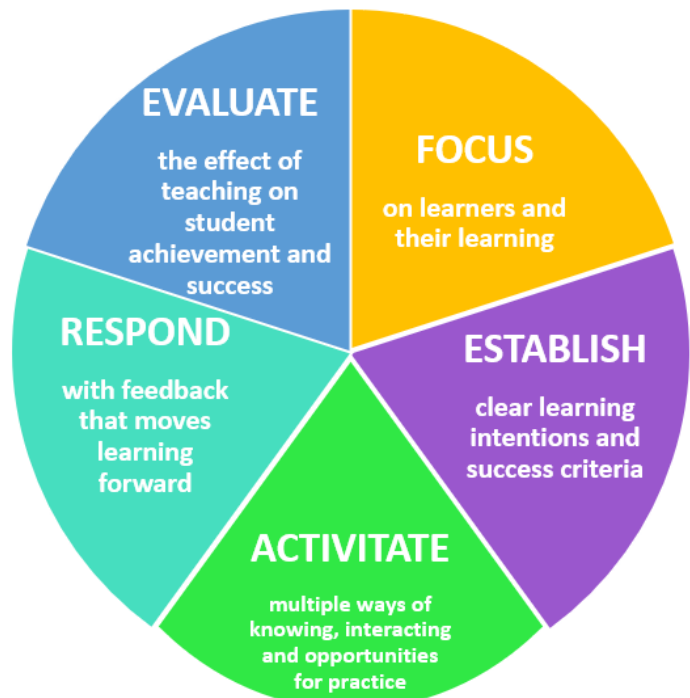 EVALUATE
the effect of
teaching on
student
achievement and
success
FOCUS
on learners and
their learning
ESTABLISH
clear learning
intentions and
success criteria
ACTIVITATE
multiple ways of
knowing, interacting
and opportunities
for practice
RESPOND
with feedback
that moves
learning
forward